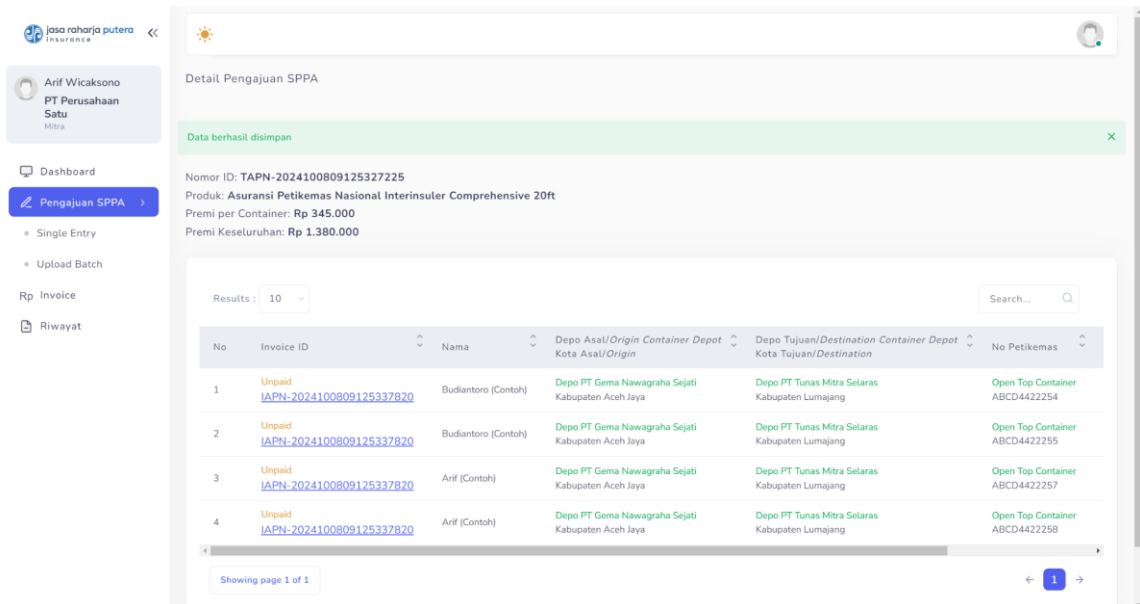 jasa raharja putera
insurance
Arif Wicaksono
PT Perusahaan
Satu
Mitra
Dashboard
Pengajuan SPPA
Single Entry
Upload Batch
Rp Invoice
Riwayat
Detail Pengajuan SPPA
Data berhasil disimpan ×
Nomor ID: TAPN-2024100809125327225
Produk: Asuransi Petikemas Nasional Interinsuler Comprehensive 20ft
Premi per Container: Rp 345.000
Premi Keseluruhan: Rp 1.380.000
Results : 10 Search...
No Invoice ID Nama Depo Asal/Origin Container Depot Depo Tujuan/Destination Container Depot No Petikemas
Kota Asal/Origin Kota Tujuan/Destination
Unpaid Depo PT Gema Nawagraha Sejati Depo PT Tunas Mitra Selaras Open Top Container
1 IAPN-2024100809125337820 Budiantoro (Contoh) Kabupaten Aceh Jaya Kabupaten Lumajang ABCD4422254
Unpaid Depo PT Gema Nawagraha Sejati Depo PT Tunas Mitra Selaras Open Top Container
2 IAPN-2024100809125337820 Budiantoro (Contoh) Kabupaten Aceh Jaya Kabupaten Lumajang ABCD4422255
Unpaid Depo PT Gema Nawagraha Sejati Depo PT Tunas Mitra Selaras Open Top Container
3 IAPN-2024100809125337820 Arif (Contoh) Kabupaten Aceh Jaya Kabupaten Lumajang ABCD4422257
Unpaid Depo PT Gema Nawagraha Sejati Depo PT Tunas Mitra Selaras Open Top Container
4 IAPN-2024100809125337820 Arif (Contoh) Kabupaten Aceh Jaya Kabupaten Lumajang ABCD4422258
Showing page 1 of 1 ← 1 →